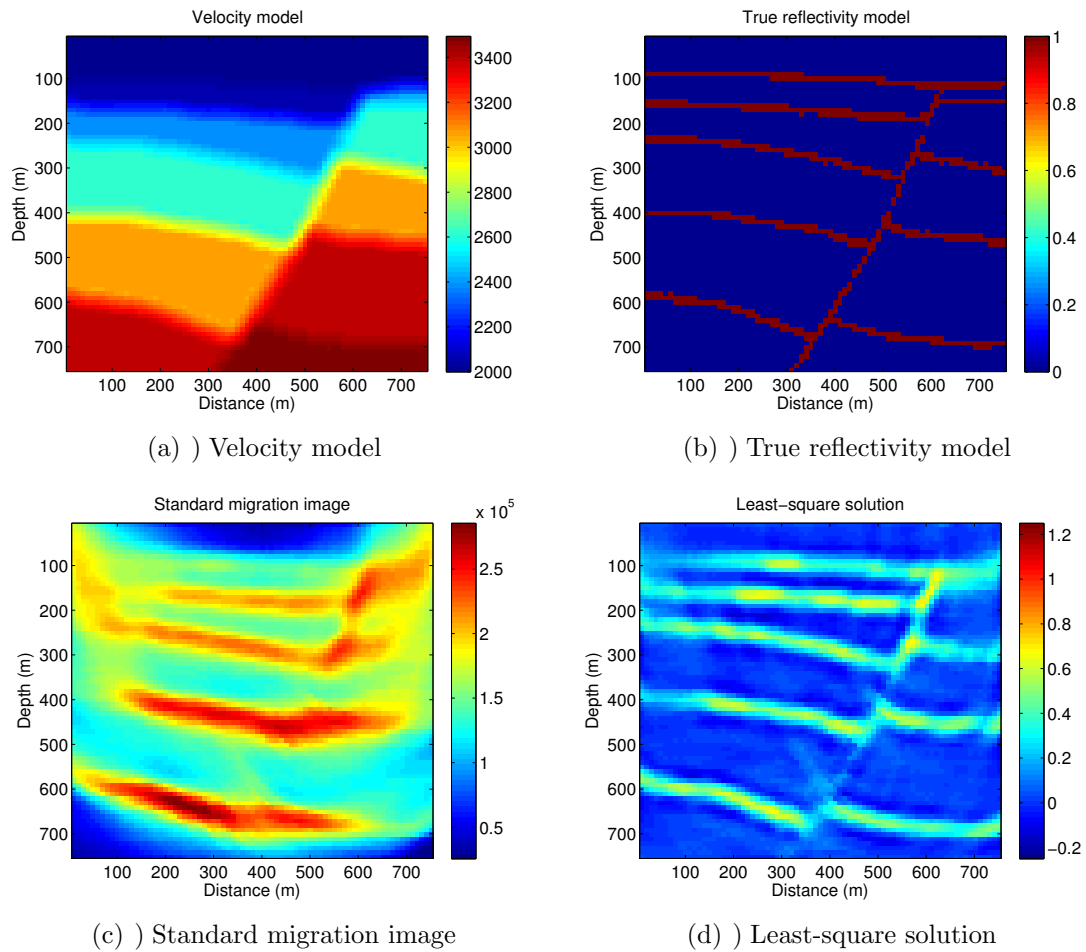 Velocity model
True reflectivity model
100
200
300
400
500
600
700
Depth (m)
100 200 300 400 500 600 700
Distance (m)
3400
3200
3000
2800
2600
2400
2200
2000
100
200
300
400
500
600
700
Depth (m)
100 200 300 400 500 600 700
Distance (m)
1
0.8
0.6
0.4
0.2
0
(a) ) Velocity model
(b) ) True reflectivity model
Standard migration image
x 10^5
Least-square solution
100
200
300
400
500
600
700
Depth (m)
100 200 300 400 500 600 700
Distance (m)
2.5
2
1.5
1
0.5
100
200
300
400
500
600
700
Depth (m)
100 200 300 400 500 600 700
Distance (m)
1.2
1
0.8
0.6
0.4
0.2
0
−0.2
(c) ) Standard migration image
(d) ) Least-square solution